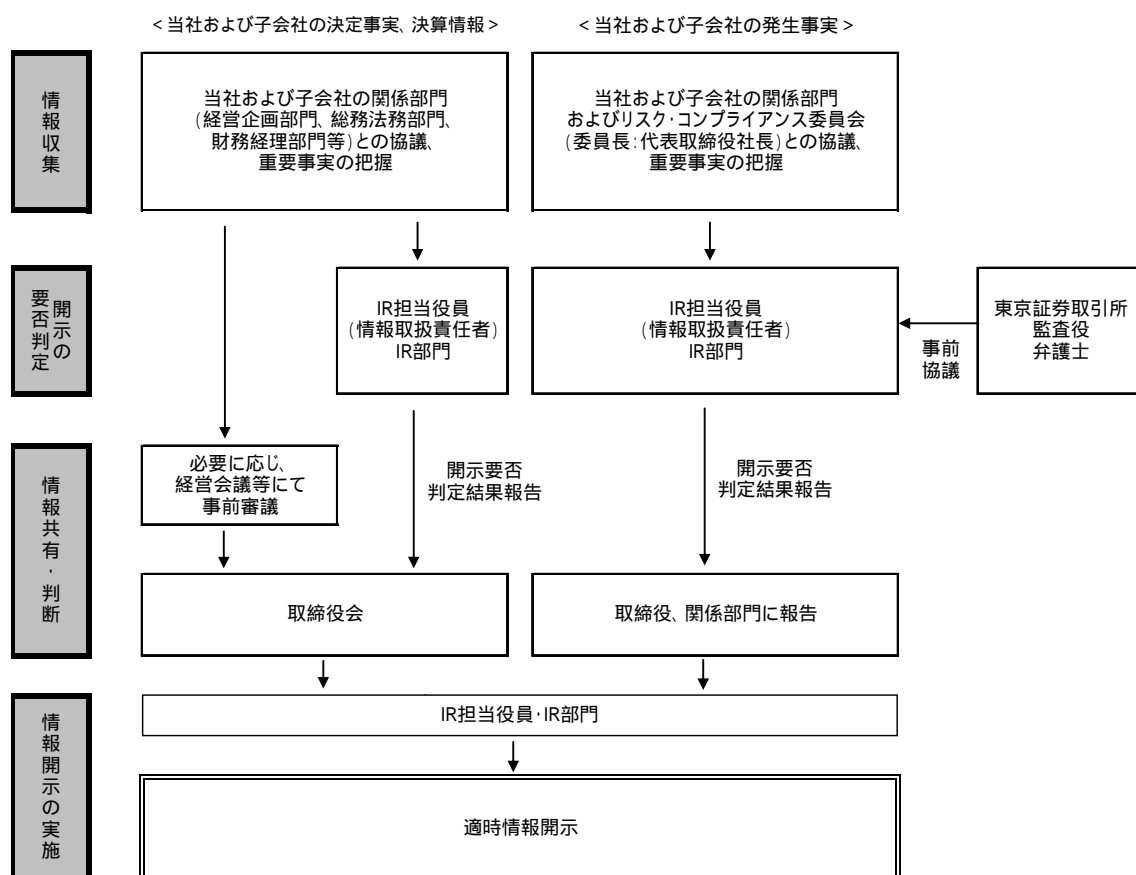 <当社および子会社の決定事実、決算情報>
<当社および子会社の発生事実>
情報収集
当社および子会社の関係部門
(経営企画部門、総務法務部門、
財務経理部門等)との協議、
重要事実の把握
当社および子会社の関係部門
およびリスク・コンプライアンス委員会
(委員長:代表取締役社長)との協議、
重要事実の把握
開示の
要否判定
IR担当役員
(情報取扱責任者)
IR部門
IR担当役員
(情報取扱責任者)
IR部門
事前
協議
東京証券取引所
監査役
弁護士
情報共有・判断
必要に応じ、
経営会議等にて
事前審議
開示要否
判定結果報告
開示要否
判定結果報告
取締役会
取締役、関係部門に報告
情報開示の実施
IR担当役員・IR部門
適時情報開示